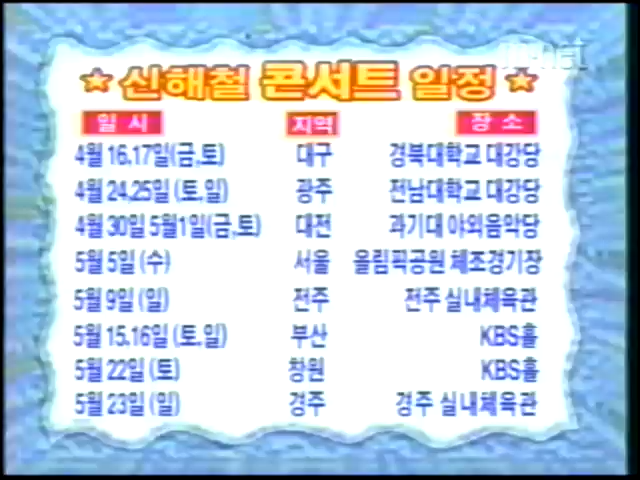 ★ 신해철 콘서트 일정 ★
일 시 지역 장 소
4월 16,17일(금,토) 대구 경북대학교 대강당
4월 24,25일 (토,일) 광주 전남대학교 대강당
4월 30일 5월1일(금,토) 대전 과기대 야외음악당
5월 5일 (수) 서울 올림픽공원 체조경기장
5월 9일 (일) 전주 전주 실내체육관
5월 15.16일 (토,일) 부산 KBS홀
5월 22일 (토) 창원 KBS홀
5월 23일 (일) 경주 경주 실내체육관